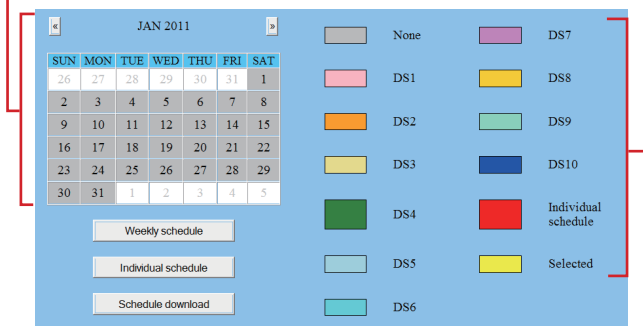 « JAN 2011 »
SUN MON TUE WED THU FRI SAT
26 27 28 29 30 31 1
2 3 4 5 6 7 8
9 10 11 12 13 14 15
16 17 18 19 20 21 22
23 24 25 26 27 28 29
30 31 1 2 3 4 5
Weekly schedule
Individual schedule
Schedule download
None
DS1
DS2
DS3
DS4
DS5
DS6
DS7
DS8
DS9
DS10
Individual
schedule
Selected